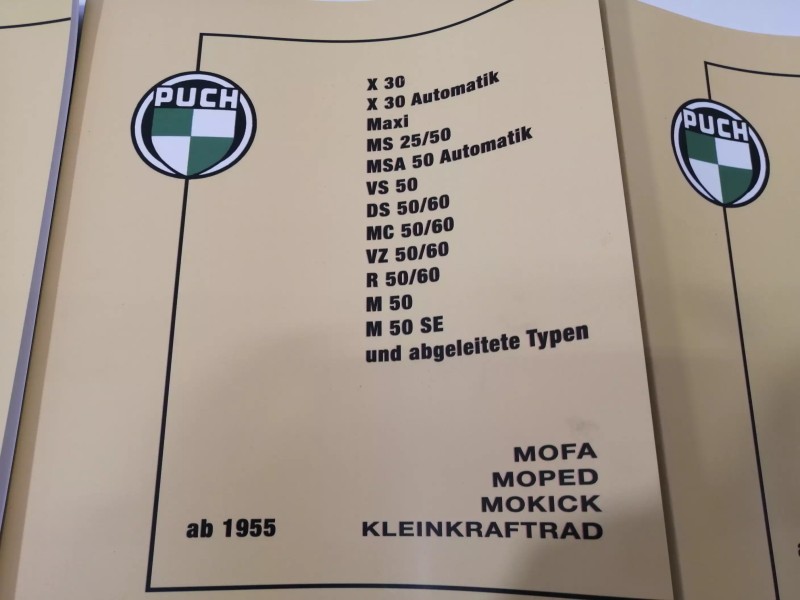 PUCH
X 30
X 30 Automatik
Maxi
MS 25/50
MSA 50 Automatik
VS 50
DS 50/60
MC 50/60
VZ 50/60
R 50/60
M 50
M 50 SE
und abgeleitete Typen
MOFA
MOPED
MOKICK
KLEINKRAFTRAD
ab 1955
PUCH